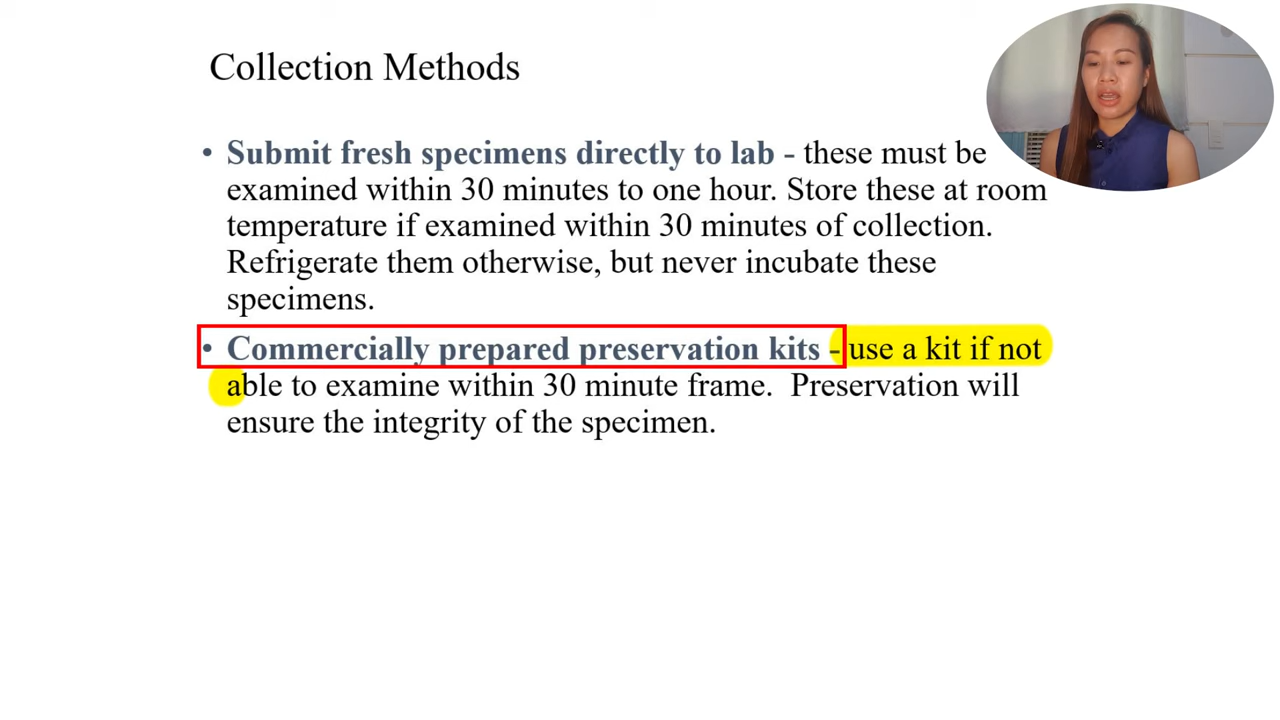 Collection Methods
• Submit fresh specimens directly to lab - these must be
examined within 30 minutes to one hour. Store these at room
temperature if examined within 30 minutes of collection.
Refrigerate them otherwise, but never incubate these
specimens.
• Commercially prepared preservation kits - use a kit if not
able to examine within 30 minute frame.  Preservation will
ensure the integrity of the specimen.